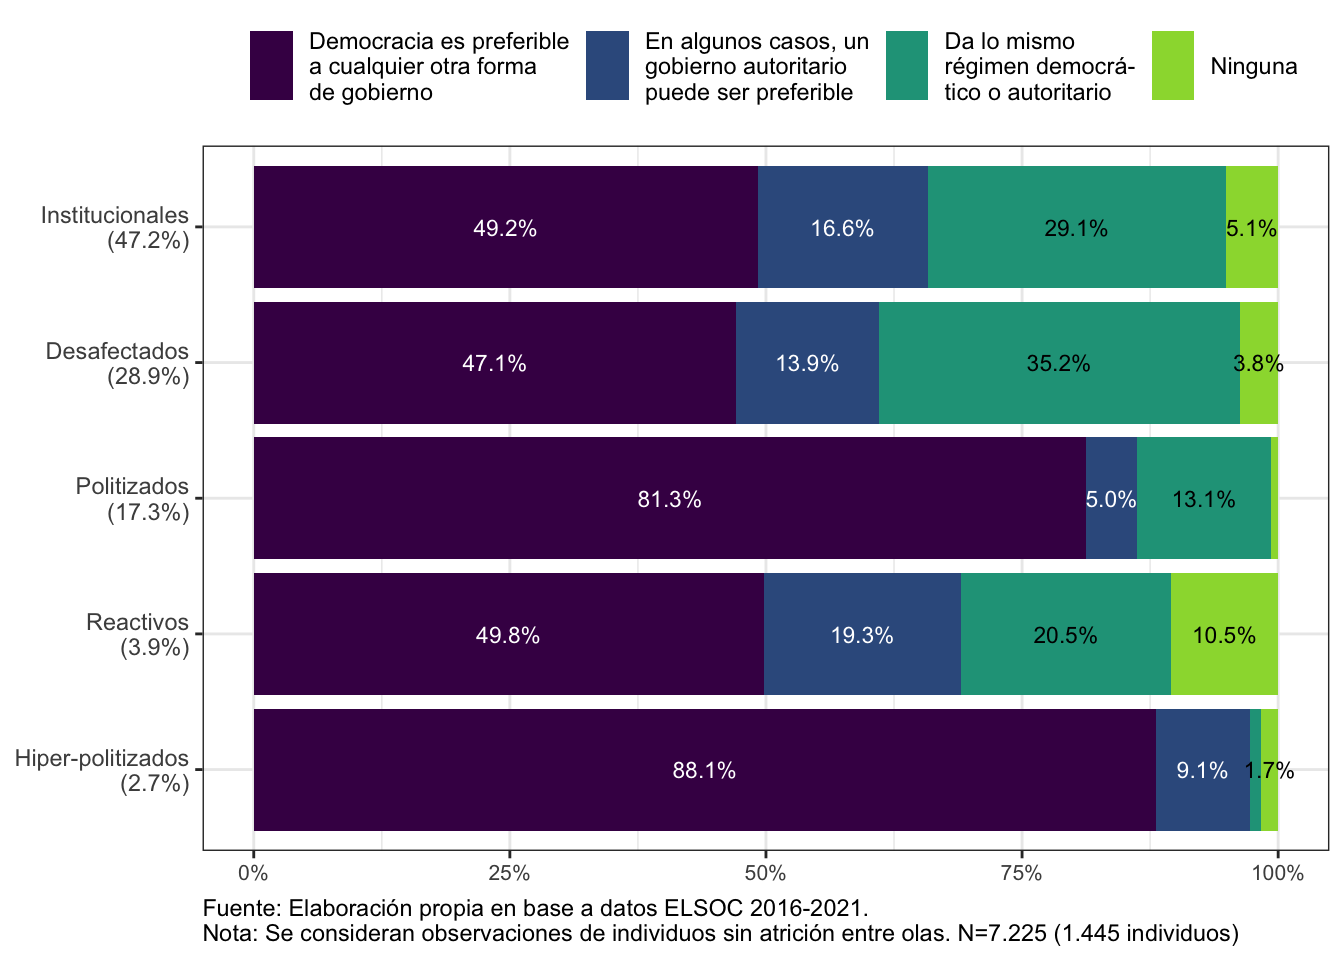 Democracia es preferible
a cualquier otra forma
de gobierno
En algunos casos, un
gobierno autoritario
puede ser preferible
Da lo mismo
régimen democrá-
tico o autoritario
Ninguna
Institucionales
(47.2%)
49.2% 16.6% 29.1% 5.1%
Desafectados
(28.9%)
47.1% 13.9% 35.2% 3.8%
Politizados
(17.3%)
81.3% 5.0% 13.1%
Reactivos
(3.9%)
49.8% 19.3% 20.5% 10.5%
Hiper-politizados
(2.7%)
88.1% 9.1% 1.7%
0% 25% 50% 75% 100%
Fuente: Elaboración propia en base a datos ELSOC 2016-2021.
Nota: Se consideran observaciones de individuos sin atrición entre olas. N=7.225 (1.445 individuos)